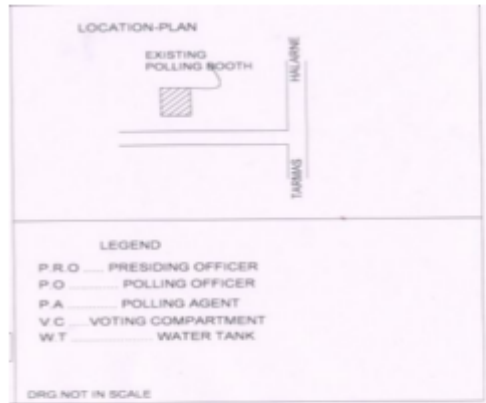 LOCATION-PLAN
EXISTING
POLLING BOOTH
HALARNE
TARMAS
LEGEND
P.R.O ..... PRESIDING OFFICER
P.O ............ POLLING OFFICER
P.A ............ POLLING AGENT
V.C .... VOTING COMPARTMENT
W.T .................... WATER TANK
DRG.NOT IN SCALE